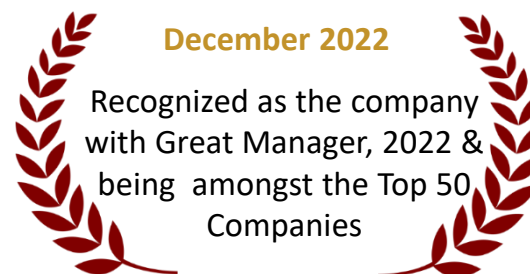 December 2022
Recognized as the company
with Great Manager, 2022 &
being  amongst the Top 50
Companies